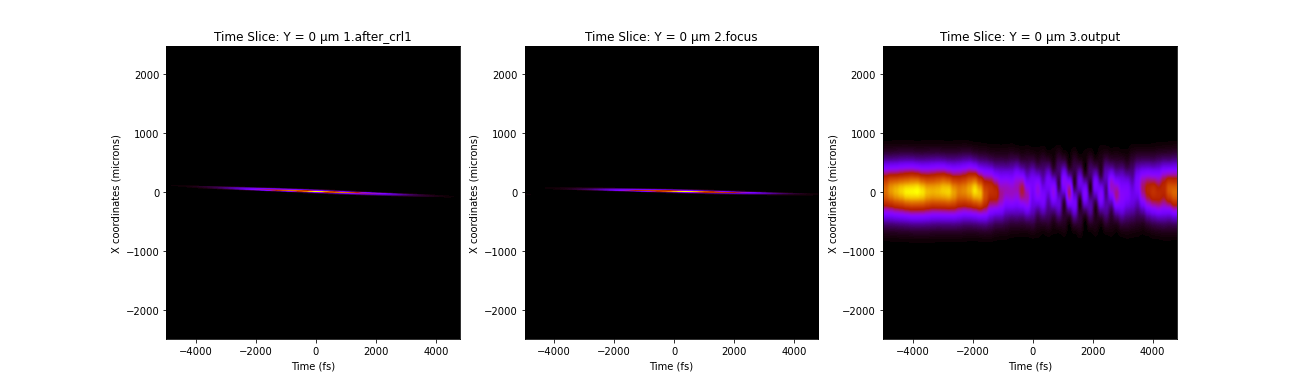 Time Slice: Y = 0 μm 1.after_crl1
X coordinates (microns)
2000
1000
0
−1000
−2000
−4000 −2000 0 2000 4000
Time (fs)
Time Slice: Y = 0 μm 2.focus
X coordinates (microns)
2000
1000
0
−1000
−2000
−4000 −2000 0 2000 4000
Time (fs)
Time Slice: Y = 0 μm 3.output
X coordinates (microns)
2000
1000
0
−1000
−2000
−4000 −2000 0 2000 4000
Time (fs)